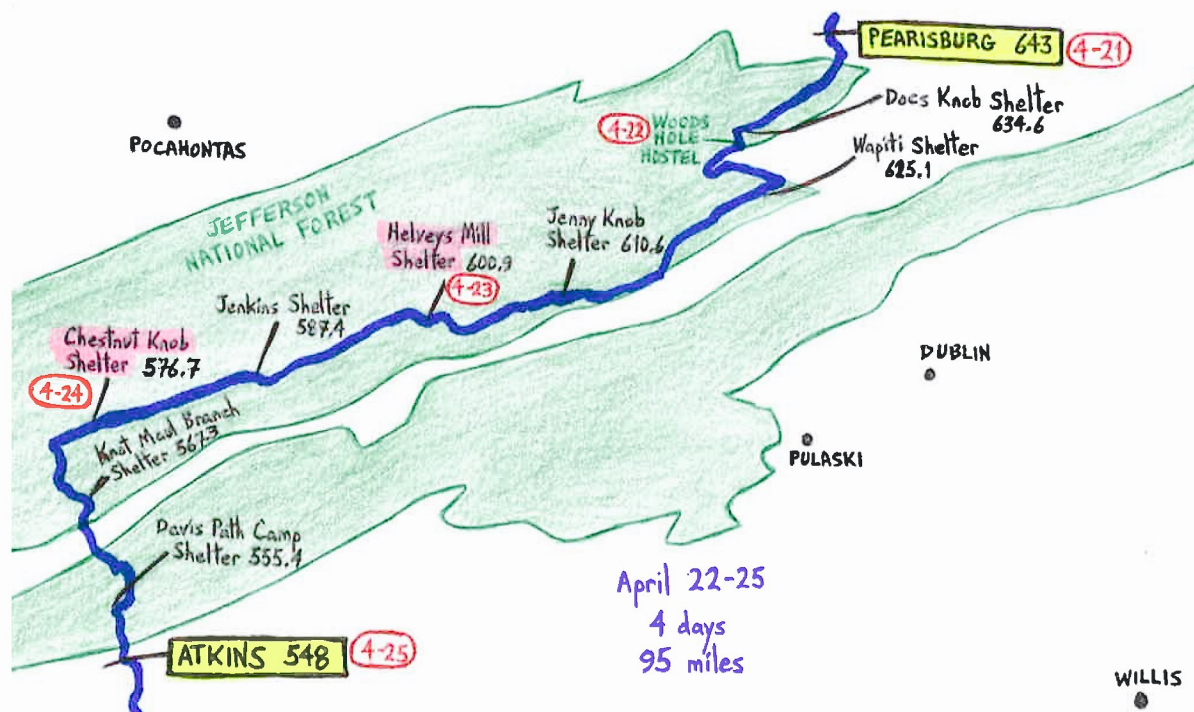 PEARISBURG 643
4-21
Docs Knob Shelter
634.6
POCAHONTAS
4-22
WOODS
HOLE
HOSTEL
Wapiti Shelter
625.1
JEFFERSON
NATIONAL FOREST
Jenny Knob
Shelter 610.6
Helveys Mill
Shelter 600.9
4-23
Jenkins Shelter
587.4
Chestnut Knob
Shelter 576.7
4-24
DUBLIN
Knot Maul Branch
Shelter 567.3
PULASKI
Davis Path Camp
Shelter 555.4
April 22-25
4 days
95 miles
ATKINS 548
4-25
WILLIS